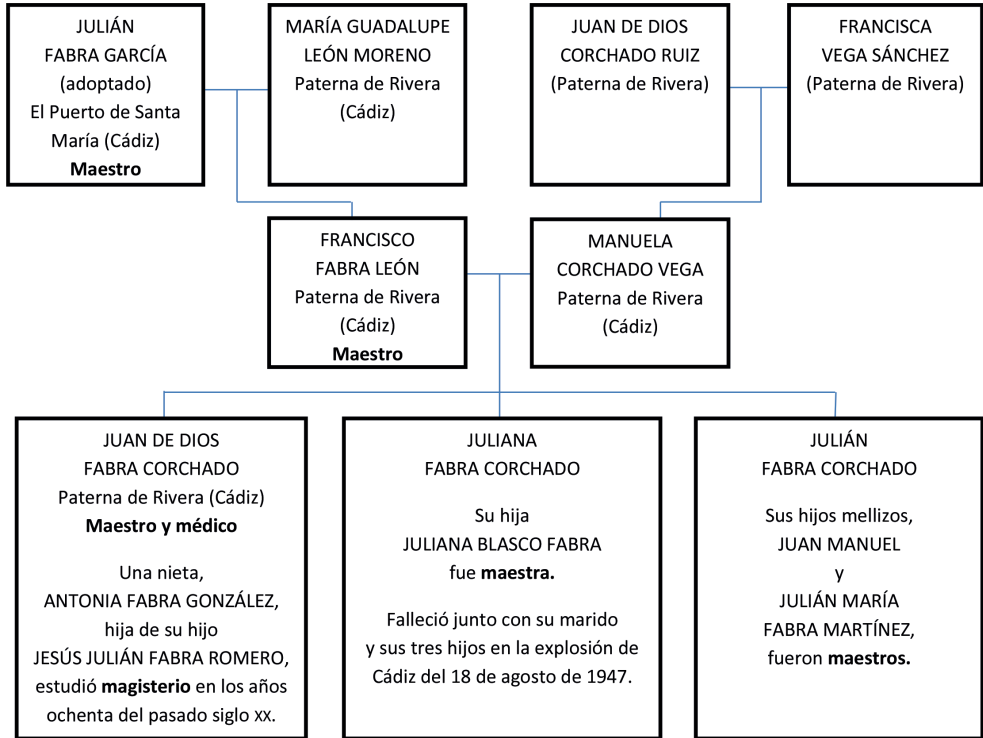 JULIÁN
FABRA GARCÍA
(adoptado)
El Puerto de Santa
María (Cádiz)
Maestro
MARÍA GUADALUPE
LEÓN MORENO
Paterna de Rivera
(Cádiz)
JUAN DE DIOS
CORCHADO RUIZ
(Paterna de Rivera)
FRANCISCA
VEGA SÁNCHEZ
(Paterna de Rivera)
FRANCISCO
FABRA LEÓN
Paterna de Rivera
(Cádiz)
Maestro
MANUELA
CORCHADO VEGA
Paterna de Rivera
(Cádiz)
JUAN DE DIOS
FABRA CORCHADO
Paterna de Rivera (Cádiz)
Maestro y médico
Una nieta,
ANTONIA FABRA GONZÁLEZ,
hija de su hijo
JESÚS JULIÁN FABRA ROMERO,
estudió magisterio en los años
ochenta del pasado siglo XX.
JULIANA
FABRA CORCHADO
Su hija
JULIANA BLASCO FABRA
fue maestra.
Falleció junto con su marido
y sus tres hijos en la explosión de
Cádiz del 18 de agosto de 1947.
JULIÁN
FABRA CORCHADO
Sus hijos mellizos,
JUAN MANUEL
y
JULIÁN MARÍA
FABRA MARTÍNEZ,
fueron maestros.